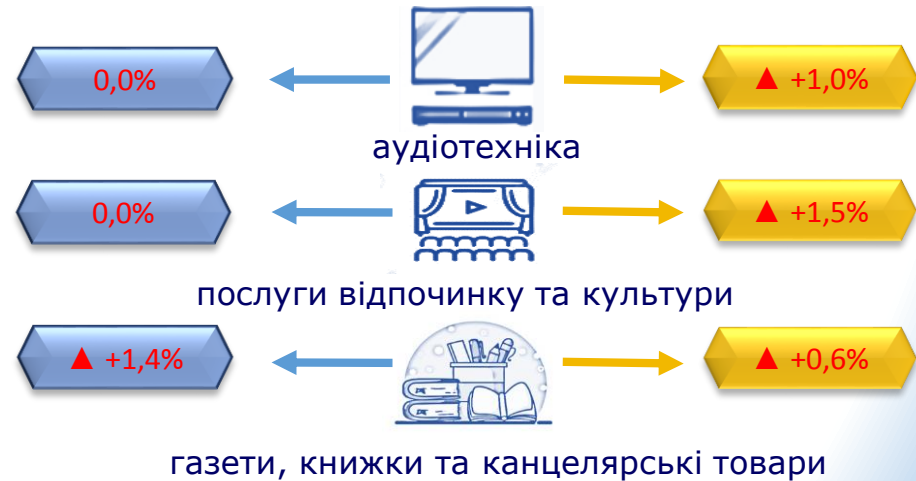 0,0%
▲ +1,0%
аудіотехніка
0,0%
▲ +1,5%
послуги відпочинку та культури
▲ +1,4%
▲ +0,6%
газети, книжки та канцелярські товари